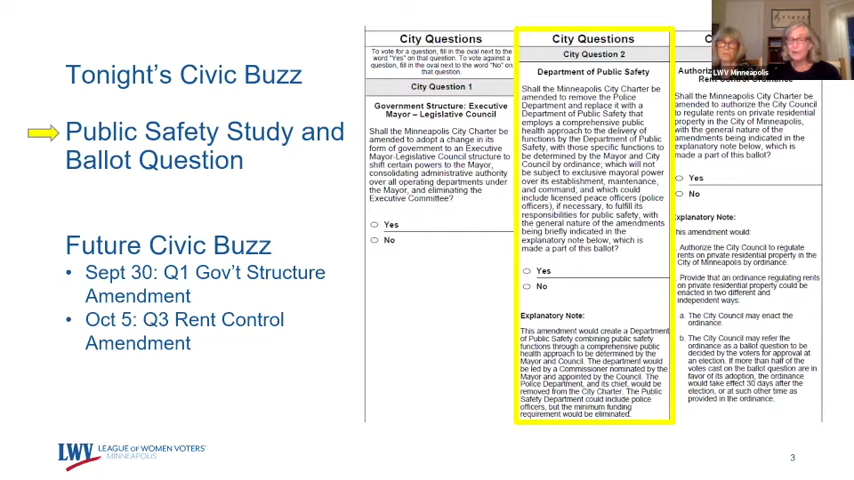 Tonight's Civic Buzz
Public Safety Study and
Ballot Question
Future Civic Buzz
• Sept 30: Q1 Gov't Structure
Amendment
• Oct 5: Q3 Rent Control
Amendment
LWV
LEAGUE OF WOMEN VOTERS®
MINNEAPOLIS
City Questions
To vote for a question, fill in the oval next to the
word "Yes" on that question. To vote against a
question, fill in the oval next to the word "No" on
that question.
City Question 1
Government Structure: Executive
Mayor – Legislative Council
Shall the Minneapolis City Charter be
amended to adopt a change in its
form of government to an Executive
Mayor-Legislative Council structure to
shift certain powers to the Mayor,
consolidating administrative authority
over all operating departments under
the Mayor, and eliminating the
Executive Committee?
Yes
No
City Questions
City Question 2
Department of Public Safety
Shall the Minneapolis City Charter be
amended to remove the Police
Department and replace it with a
Department of Public Safety that
employs a comprehensive public
health approach to the delivery of
functions by the Department of Public
Safety, with those specific functions to
be determined by the Mayor and City
Council by ordinance; which will not
be subject to exclusive mayoral power
over its establishment, maintenance,
and command; and which could
include licensed peace officers (police
officers), if necessary, to fulfill its
responsibilities for public safety, with
the general nature of the amendments
being briefly indicated in the
explanatory note below, which is
made a part of this ballot?
Yes
No
Explanatory Note:
This amendment would create a Department
of Public Safety combining public safety
functions through a comprehensive public
health approach to be determined by the
Mayor and Council. The department would
be led by a Commissioner nominated by the
Mayor and appointed by the Council. The
Police Department, and its chief, would be
removed from the City Charter. The Public
Safety Department could include police
officers, but the minimum funding
requirement would be eliminated.
LWV Minneapolis
Rent Control Ordinance
Shall the Minneapolis City Charter be
amended to authorize the City Council
to regulate rents on private residential
property in the City of Minneapolis,
with the general nature of the
amendments being indicated in the
explanatory note below, which is
made a part of this ballot?
Yes
No
Explanatory Note:
This amendment would:
Authorize the City Council to regulate
rents on private residential property in the
City of Minneapolis by ordinance.
Provide that an ordinance regulating rents
on private residential property could be
enacted in two different and
independent ways:
a. The City Council may enact the
ordinance.
b. The City Council may refer the
ordinance as a ballot question to be
decided by the voters for approval at
an election. If more than half of the
votes cast on the ballot question are in
favor of its adoption, the ordinance
would take effect 30 days after the
election, or at such other time as
provided in the ordinance.
3